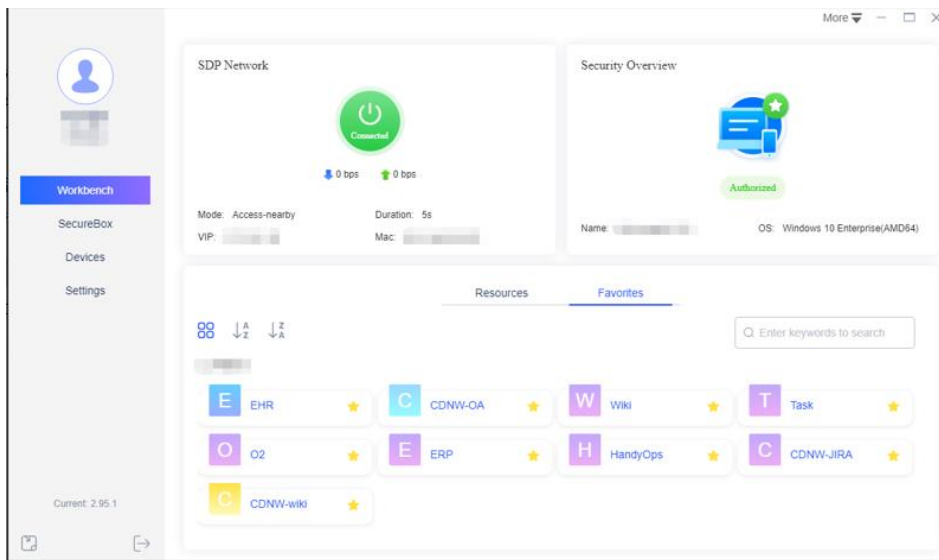 More
SDP Network
Security Overview
Connected
0 bps 0 bps
Authorized
Workbench
SecureBox
Devices
Settings
Mode: Access-nearby Duration: 5s
VIP: Mac:
Name: OS: Windows 10 Enterprise(AMD64)
Resources Favorites
A Z Z A
Enter keywords to search
E EHR
C CDNW-OA
W Wiki
T Task
O O2
E ERP
H HandyOps
C CDNW-JIRA
C CDNW-wiki
Current: 2.95.1